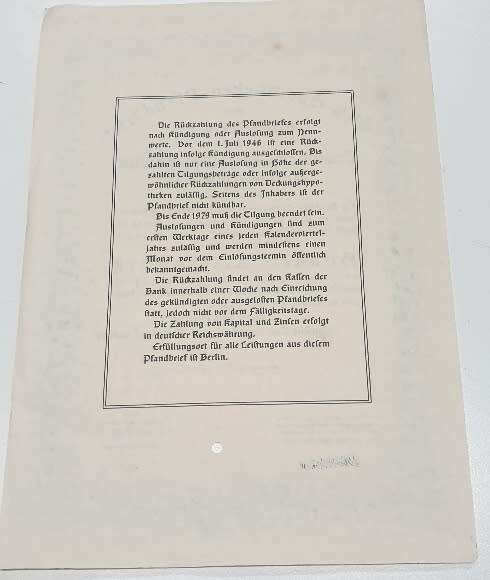 Die Rückzahlung des Pfandbriefes erfolgt
nach Kündigung oder Auslosung zum Nenn-
werte. Vor dem 1. Juli 1946 ist eine Rück-
zahlung infolge Kündigung ausgeschlossen. Bis
dahin ist nur eine Auslosung in Höhe der ge-
zahlten Tilgungsbeträge oder infolge außerge-
wöhnlicher Rückzahlungen von Deckungshypo-
theken zulässig. Seitens des Inhabers ist der
Pfandbrief nicht kündbar.
Bis Ende 1979 muß die Tilgung beendet sein.
Auslosungen und Kündigungen sind zum
ersten Werktage eines jeden Kalenderviertel-
jahres zulässig und werden mindestens einen
Monat vor dem Einlösungstermin öffentlich
bekanntgemacht.
Die Rückzahlung findet an den Kassen der
Bank innerhalb einer Woche nach Einreichung
des gekündigten oder ausgelosten Pfandbriefes
statt, jedoch nicht vor dem Fälligkeitstage.
Die Zahlung von Kapital und Zinsen erfolgt
in deutscher Reichswährung.
Erfüllungsort für alle Leistungen aus diesem
Pfandbrief ist Berlin.